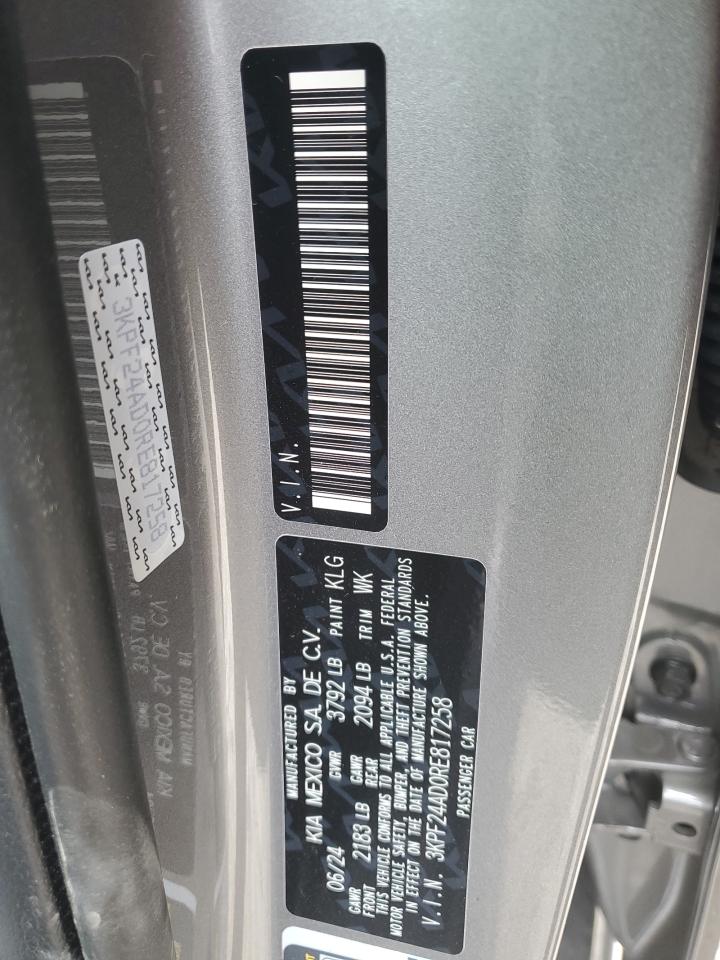 V.I.N.
MANUFACTURED BY
KIA MEXICO S.A. DE C.V.
06/24 GVWR 3792 LB PAINT KLG
GAWR FRONT 2183 LB GAWR REAR 2094 LB TRIM WK
THIS VEHICLE CONFORMS TO ALL APPLICABLE U.S.A. FEDERAL
MOTOR VEHICLE SAFETY, BUMPER, AND THEFT PREVENTION STANDARDS
IN EFFECT ON THE DATE OF MANUFACTURE SHOWN ABOVE.
V.I.N. 3KPF24AD0RE817258
PASSENGER CAR
3KPF24AD0RE817258